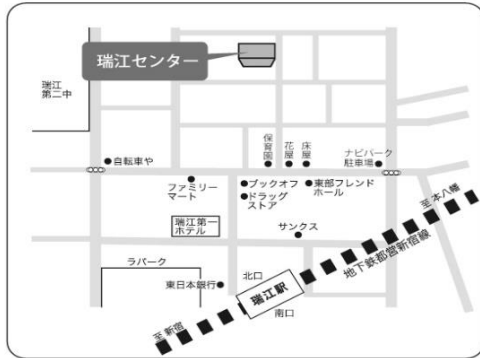 瑞江センター
瑞江
第二中
保育園
花屋
床屋
ナビパーク
駐車場
自転車や
ファミリー
マート
ブックオフ
ドラッグ
ストア
東部フレンド
ホール
至本八幡
瑞江第一
ホテル
サンクス
地下鉄都営新宿線
ラパーク
北口
東日本銀行
瑞江駅
南口
至新宿